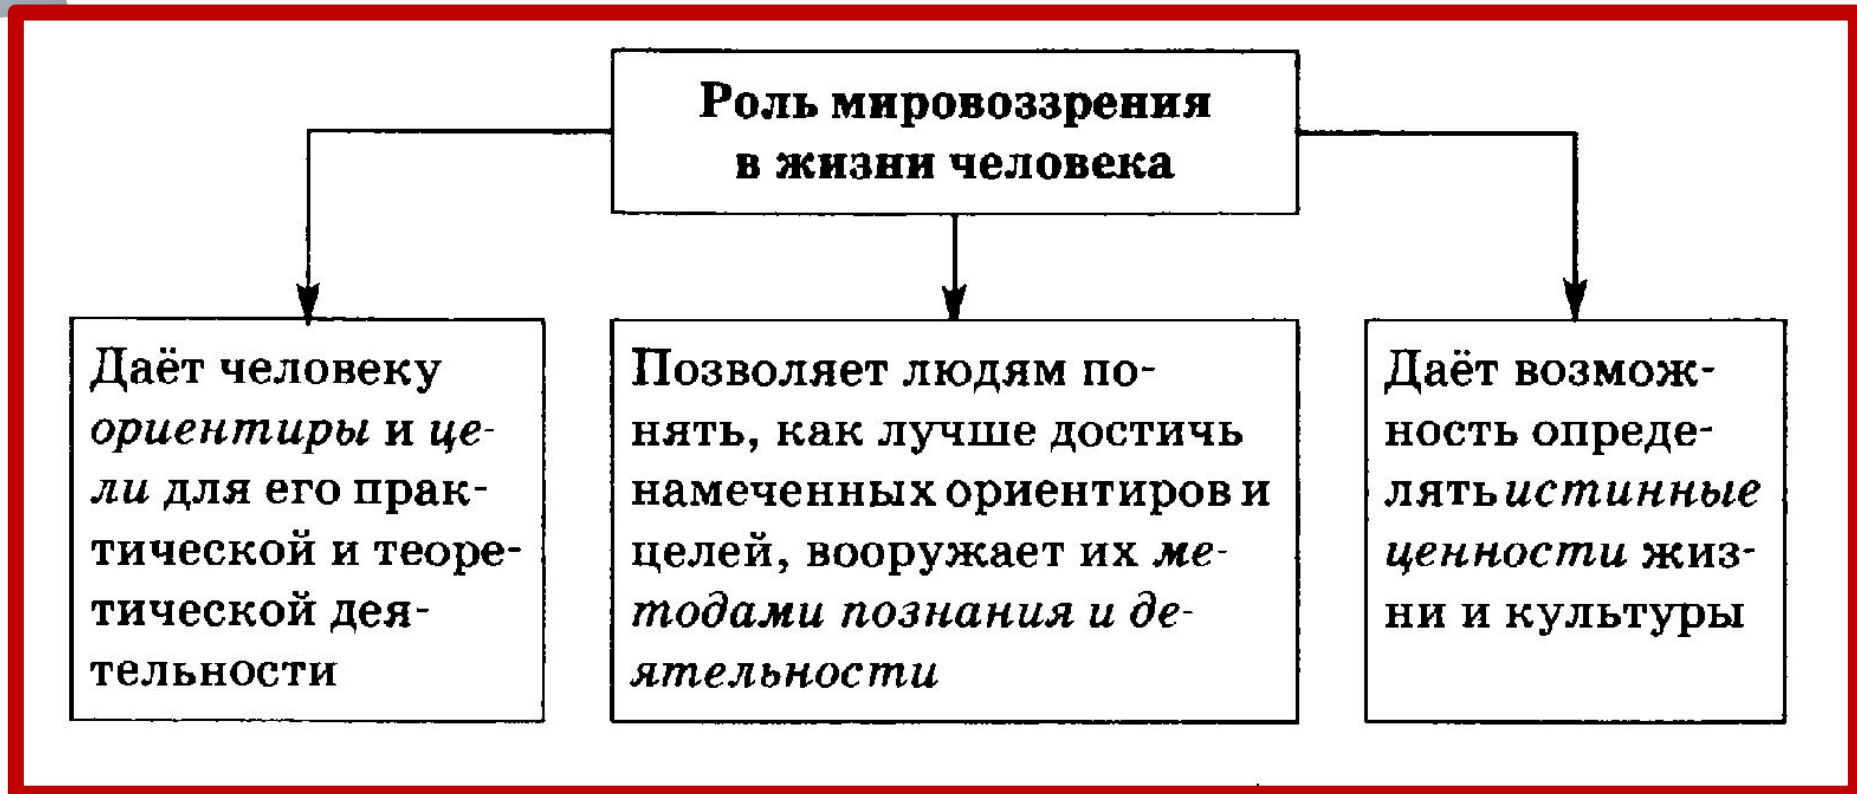 Роль мировоззрения
в жизни человека
Даёт человеку
ориентиры и це-
ли для его прак-
тической и теоре-
тической дея-
тельности
Позволяет людям по-
нять, как лучше достичь
намеченных ориентиров и
целей, вооружает их ме-
тодами познания и де-
ятельности
Даёт возмож-
ность опреде-
лять истинные
ценности жиз-
ни и культуры